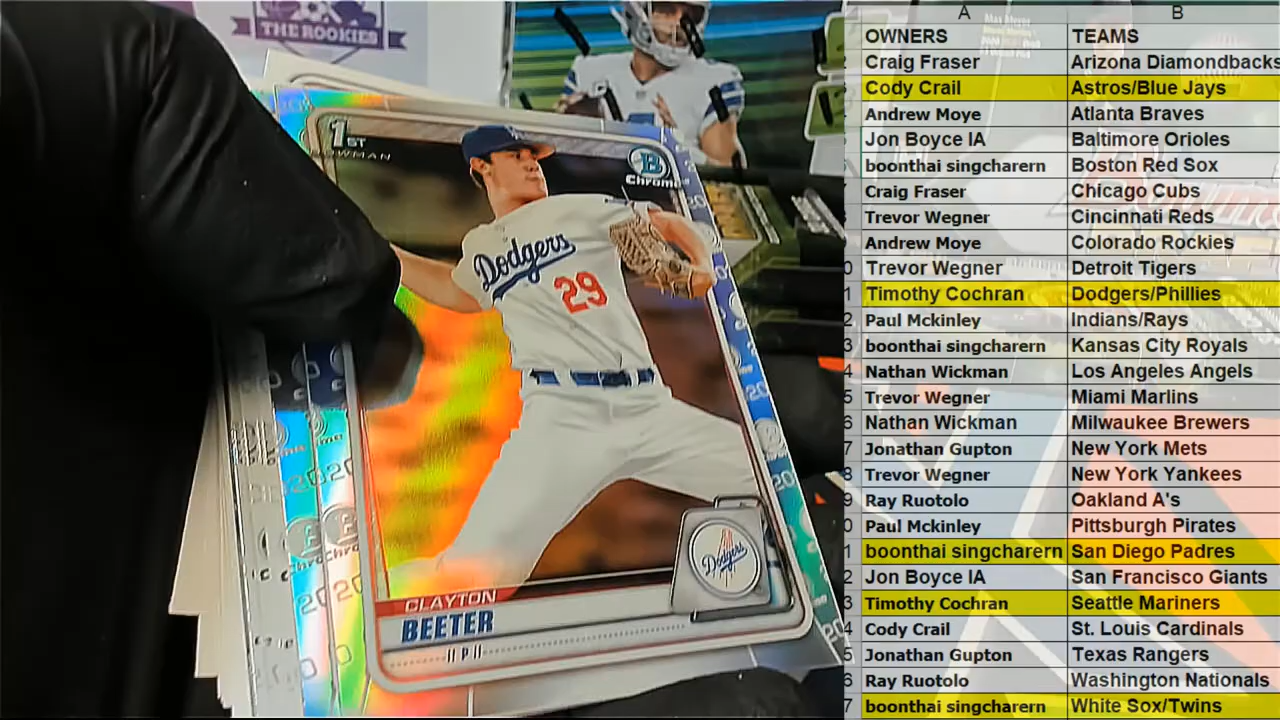 THE ROOKIES
1ST
BOWMAN
B
Chrome
Dodgers
29
Dodgers
CLAYTON
BEETER
P
20
A B
OWNERS TEAMS
Craig Fraser Arizona Diamondbacks
Cody Crail Astros/Blue Jays
Andrew Moye Atlanta Braves
Jon Boyce IA Baltimore Orioles
boonthai singcharern Boston Red Sox
Craig Fraser Chicago Cubs
Trevor Wegner Cincinnati Reds
Andrew Moye Colorado Rockies
Trevor Wegner Detroit Tigers
Timothy Cochran Dodgers/Phillies
Paul Mckinley Indians/Rays
boonthai singcharern Kansas City Royals
Nathan Wickman Los Angeles Angels
Trevor Wegner Miami Marlins
Nathan Wickman Milwaukee Brewers
Jonathan Gupton New York Mets
Trevor Wegner New York Yankees
Ray Ruotolo Oakland A's
Paul Mckinley Pittsburgh Pirates
boonthai singcharern San Diego Padres
Jon Boyce IA San Francisco Giants
Timothy Cochran Seattle Mariners
Cody Crail St. Louis Cardinals
Jonathan Gupton Texas Rangers
Ray Ruotolo Washington Nationals
boonthai singcharern White Sox/Twins